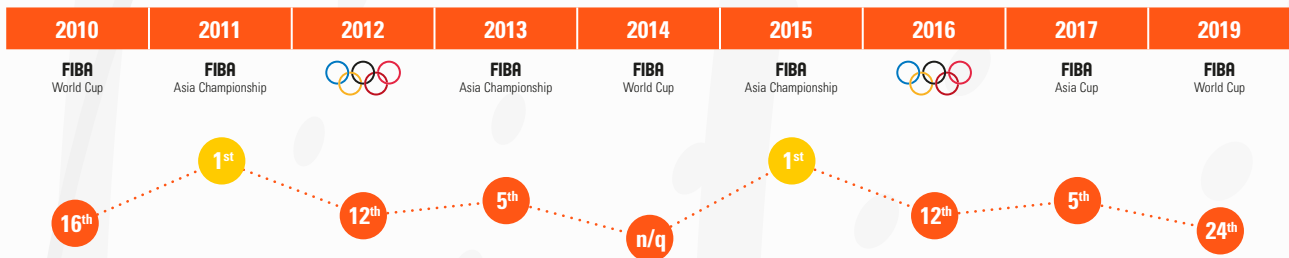 2010 2011 2012 2013 2014 2015 2016 2017 2019
FIBA FIBA FIBA FIBA FIBA FIBA FIBA
World Cup Asia Championship Asia Championship World Cup Asia Championship Asia Cup World Cup
16th 1st 12th 5th n/q 1st 12th 5th 24th